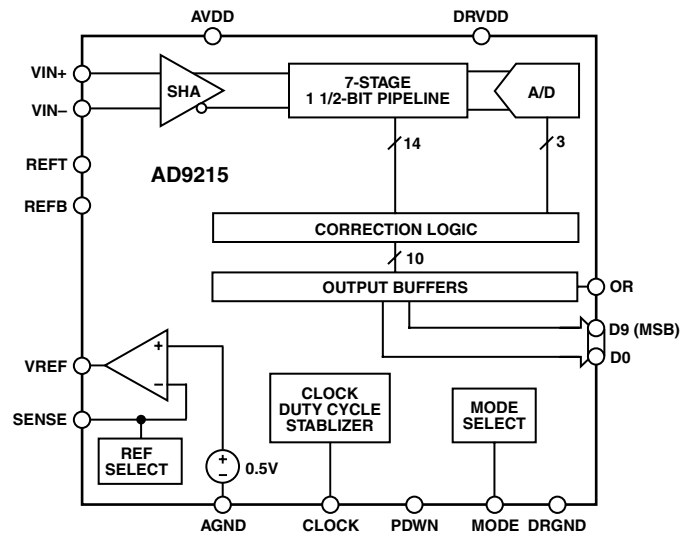 AVDD
DRVDD
VIN+
VIN–
SHA
7-STAGE
1 1/2-BIT PIPELINE
A/D
14
3
REFT
AD9215
REFB
CORRECTION LOGIC
10
OUTPUT BUFFERS
OR
D9 (MSB)
D0
VREF
+
–
SENSE
REF
SELECT
+
–
0.5V
CLOCK
DUTY CYCLE
STABLIZER
MODE
SELECT
AGND
CLOCK
PDWN
MODE
DRGND